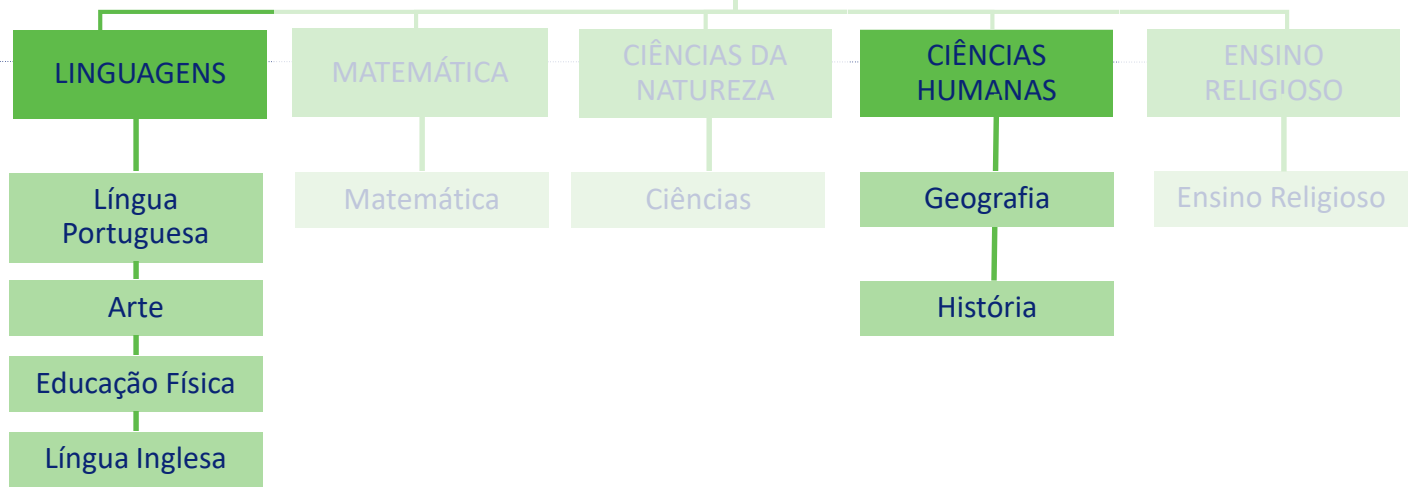 LINGUAGENS
MATEMÁTICA
CIÊNCIAS DA
NATUREZA
CIÊNCIAS
HUMANAS
ENSINO
RELIGIOSO
Língua
Portuguesa
Matemática
Ciências
Geografia
Ensino Religioso
Arte
História
Educação Física
Língua Inglesa